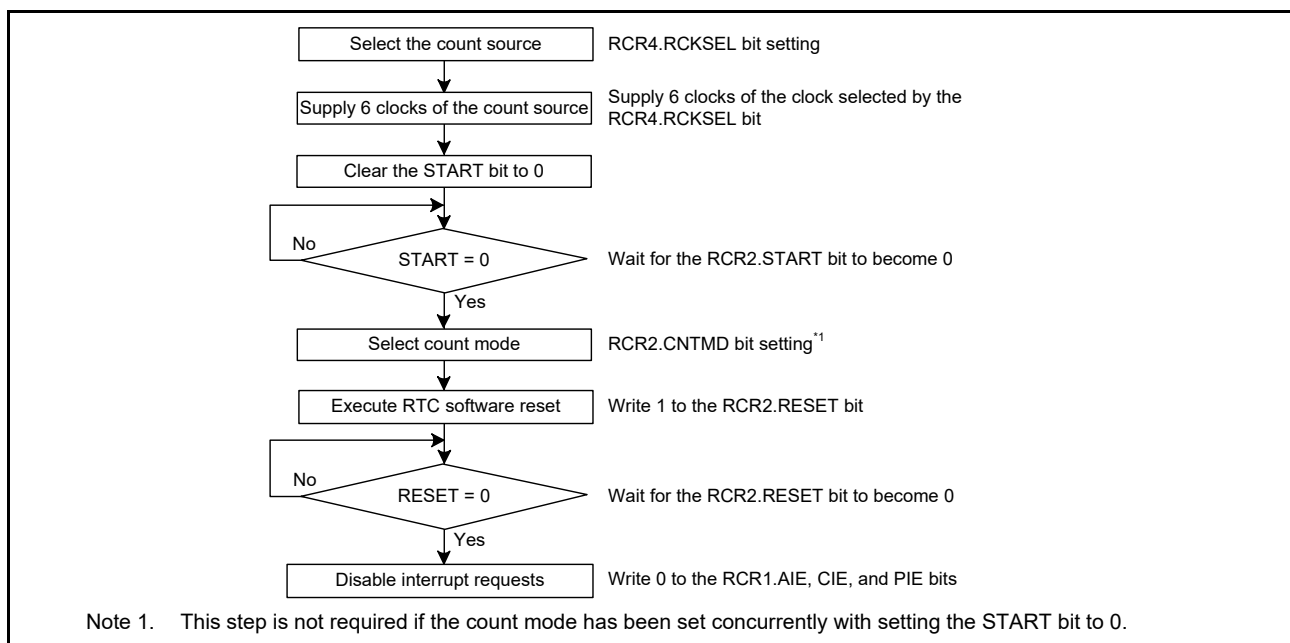 Select the count source
RCR4.RCKSEL bit setting
Supply 6 clocks of the count source
Supply 6 clocks of the clock selected by the
RCR4.RCKSEL bit
Clear the START bit to 0
No
START = 0
Wait for the RCR2.START bit to become 0
Yes
Select count mode
RCR2.CNTMD bit setting*1
Execute RTC software reset
Write 1 to the RCR2.RESET bit
No
RESET = 0
Wait for the RCR2.RESET bit to become 0
Yes
Disable interrupt requests
Write 0 to the RCR1.AIE, CIE, and PIE bits
Note 1. This step is not required if the count mode has been set concurrently with setting the START bit to 0.